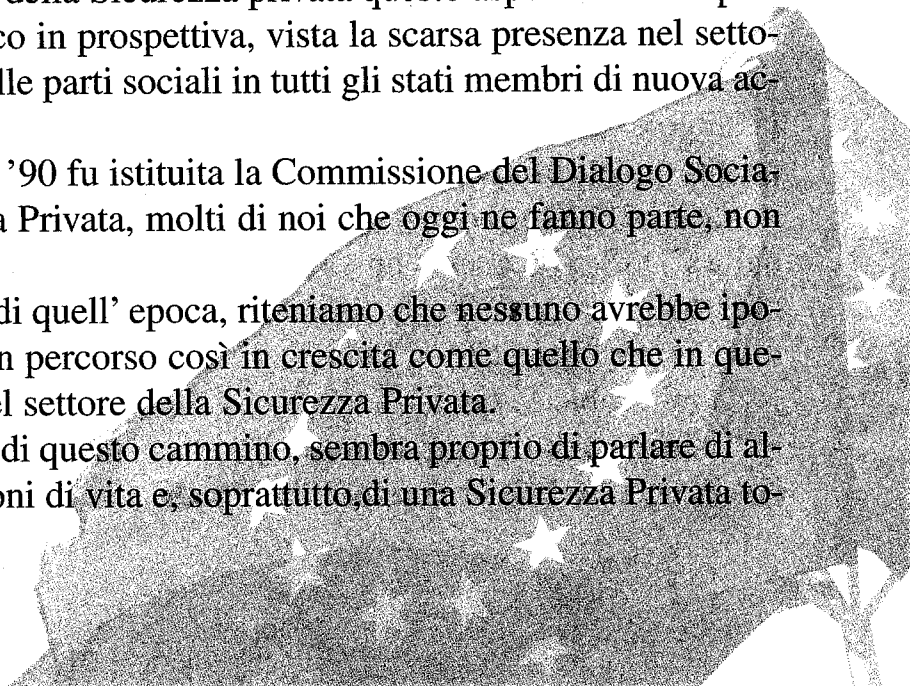 della Sicurezza privata questo
co in prospettiva, vista la scarsa presenza nel setto-
lle parti sociali in tutti gli stati membri di nuova ac-
’90 fu istituita la Commissione del Dialogo Socia-
a Privata, molti di noi che oggi ne fanno parte, non
di quell’ epoca, riteniamo che nessuno avrebbe ipo-
n percorso così in crescita come quello che in que-
el settore della Sicurezza Privata.
di questo cammino, sembra proprio di parlare di al-
oni di vita e, soprattutto,di una Sicurezza Privata to-